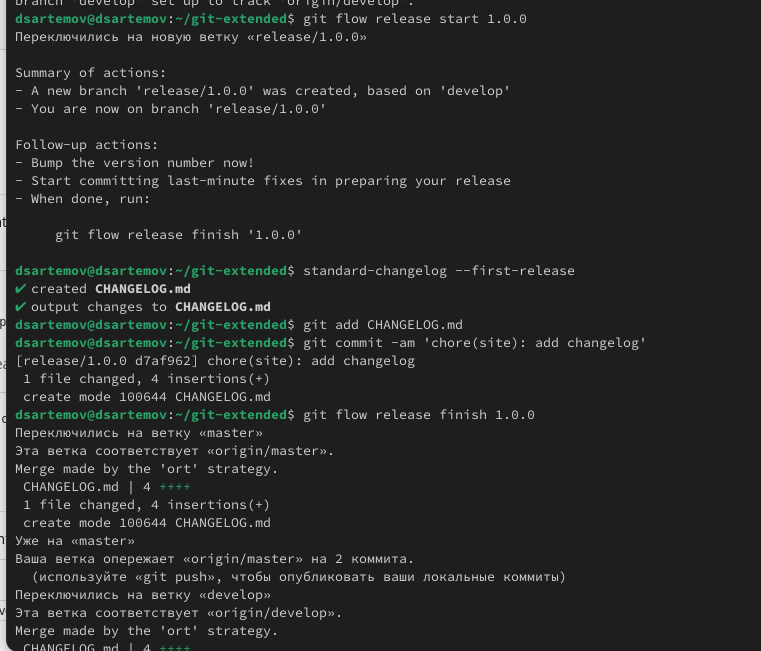 branch 'develop' set up to track 'origin/develop'.
dsartemov@dsartemov:~/git-extended$ git flow release start 1.0.0
Переключились на новую ветку «release/1.0.0»
Summary of actions:
- A new branch 'release/1.0.0' was created, based on 'develop'
- You are now on branch 'release/1.0.0'
Follow-up actions:
- Bump the version number now!
- Start committing last-minute fixes in preparing your release
- When done, run:
git flow release finish '1.0.0'
dsartemov@dsartemov:~/git-extended$ standard-changelog --first-release
✔ created CHANGELOG.md
✔ output changes to CHANGELOG.md
dsartemov@dsartemov:~/git-extended$ git add CHANGELOG.md
dsartemov@dsartemov:~/git-extended$ git commit -am 'chore(site): add changelog'
[release/1.0.0 d7af962] chore(site): add changelog
1 file changed, 4 insertions(+)
create mode 100644 CHANGELOG.md
dsartemov@dsartemov:~/git-extended$ git flow release finish 1.0.0
Переключились на ветку «master»
Эта ветка соответствует «origin/master».
Merge made by the 'ort' strategy.
CHANGELOG.md | 4 ++++
1 file changed, 4 insertions(+)
create mode 100644 CHANGELOG.md
Уже на «master»
Ваша ветка опережает «origin/master» на 2 коммита.
(используйте «git push», чтобы опубликовать ваши локальные коммиты)
Переключились на ветку «develop»
Эта ветка соответствует «origin/develop».
Merge made by the 'ort' strategy.
CHANGELOG.md | 4 ++++